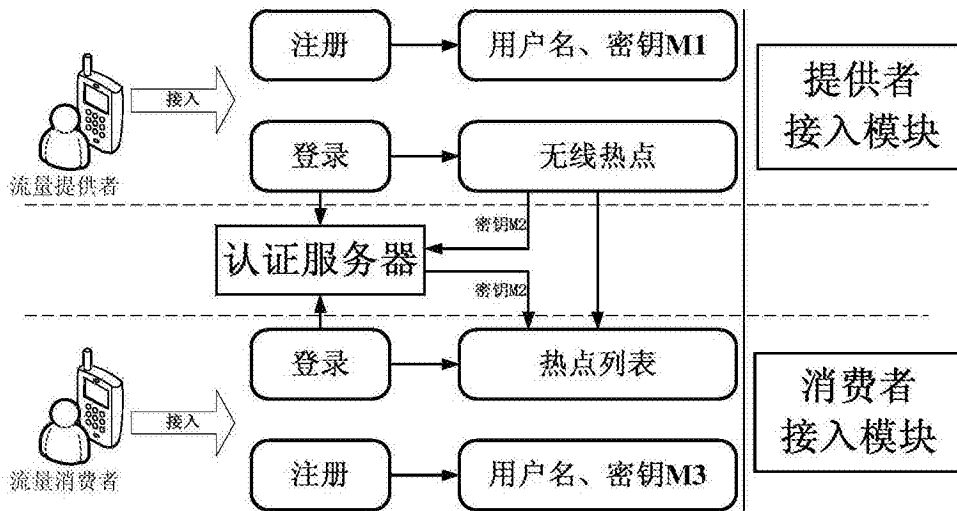 注册
用户名、密钥M1
提供者
接入模块
接入
登录
无线热点
流量提供者
密钥M2
认证服务器
密钥M2
登录
热点列表
消费者
接入模块
接入
流量消费者
注册
用户名、密钥M3